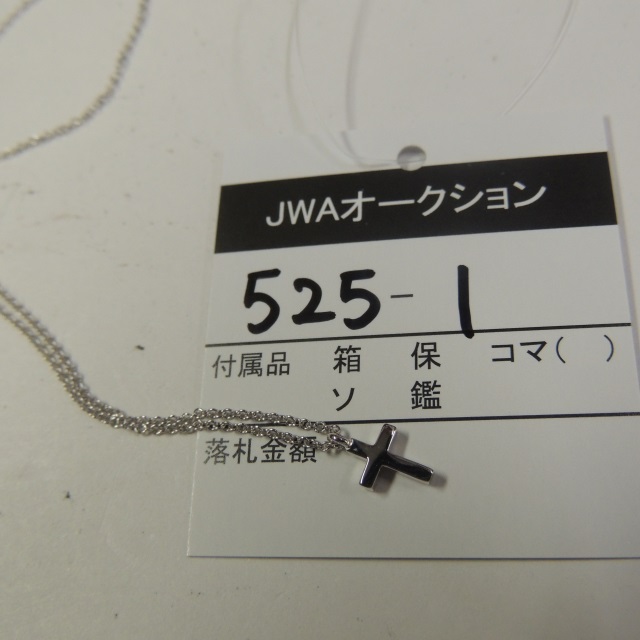 JWAオークション
525-1
付属品 箱 保 コマ( )
ソ 鑑
落札金額